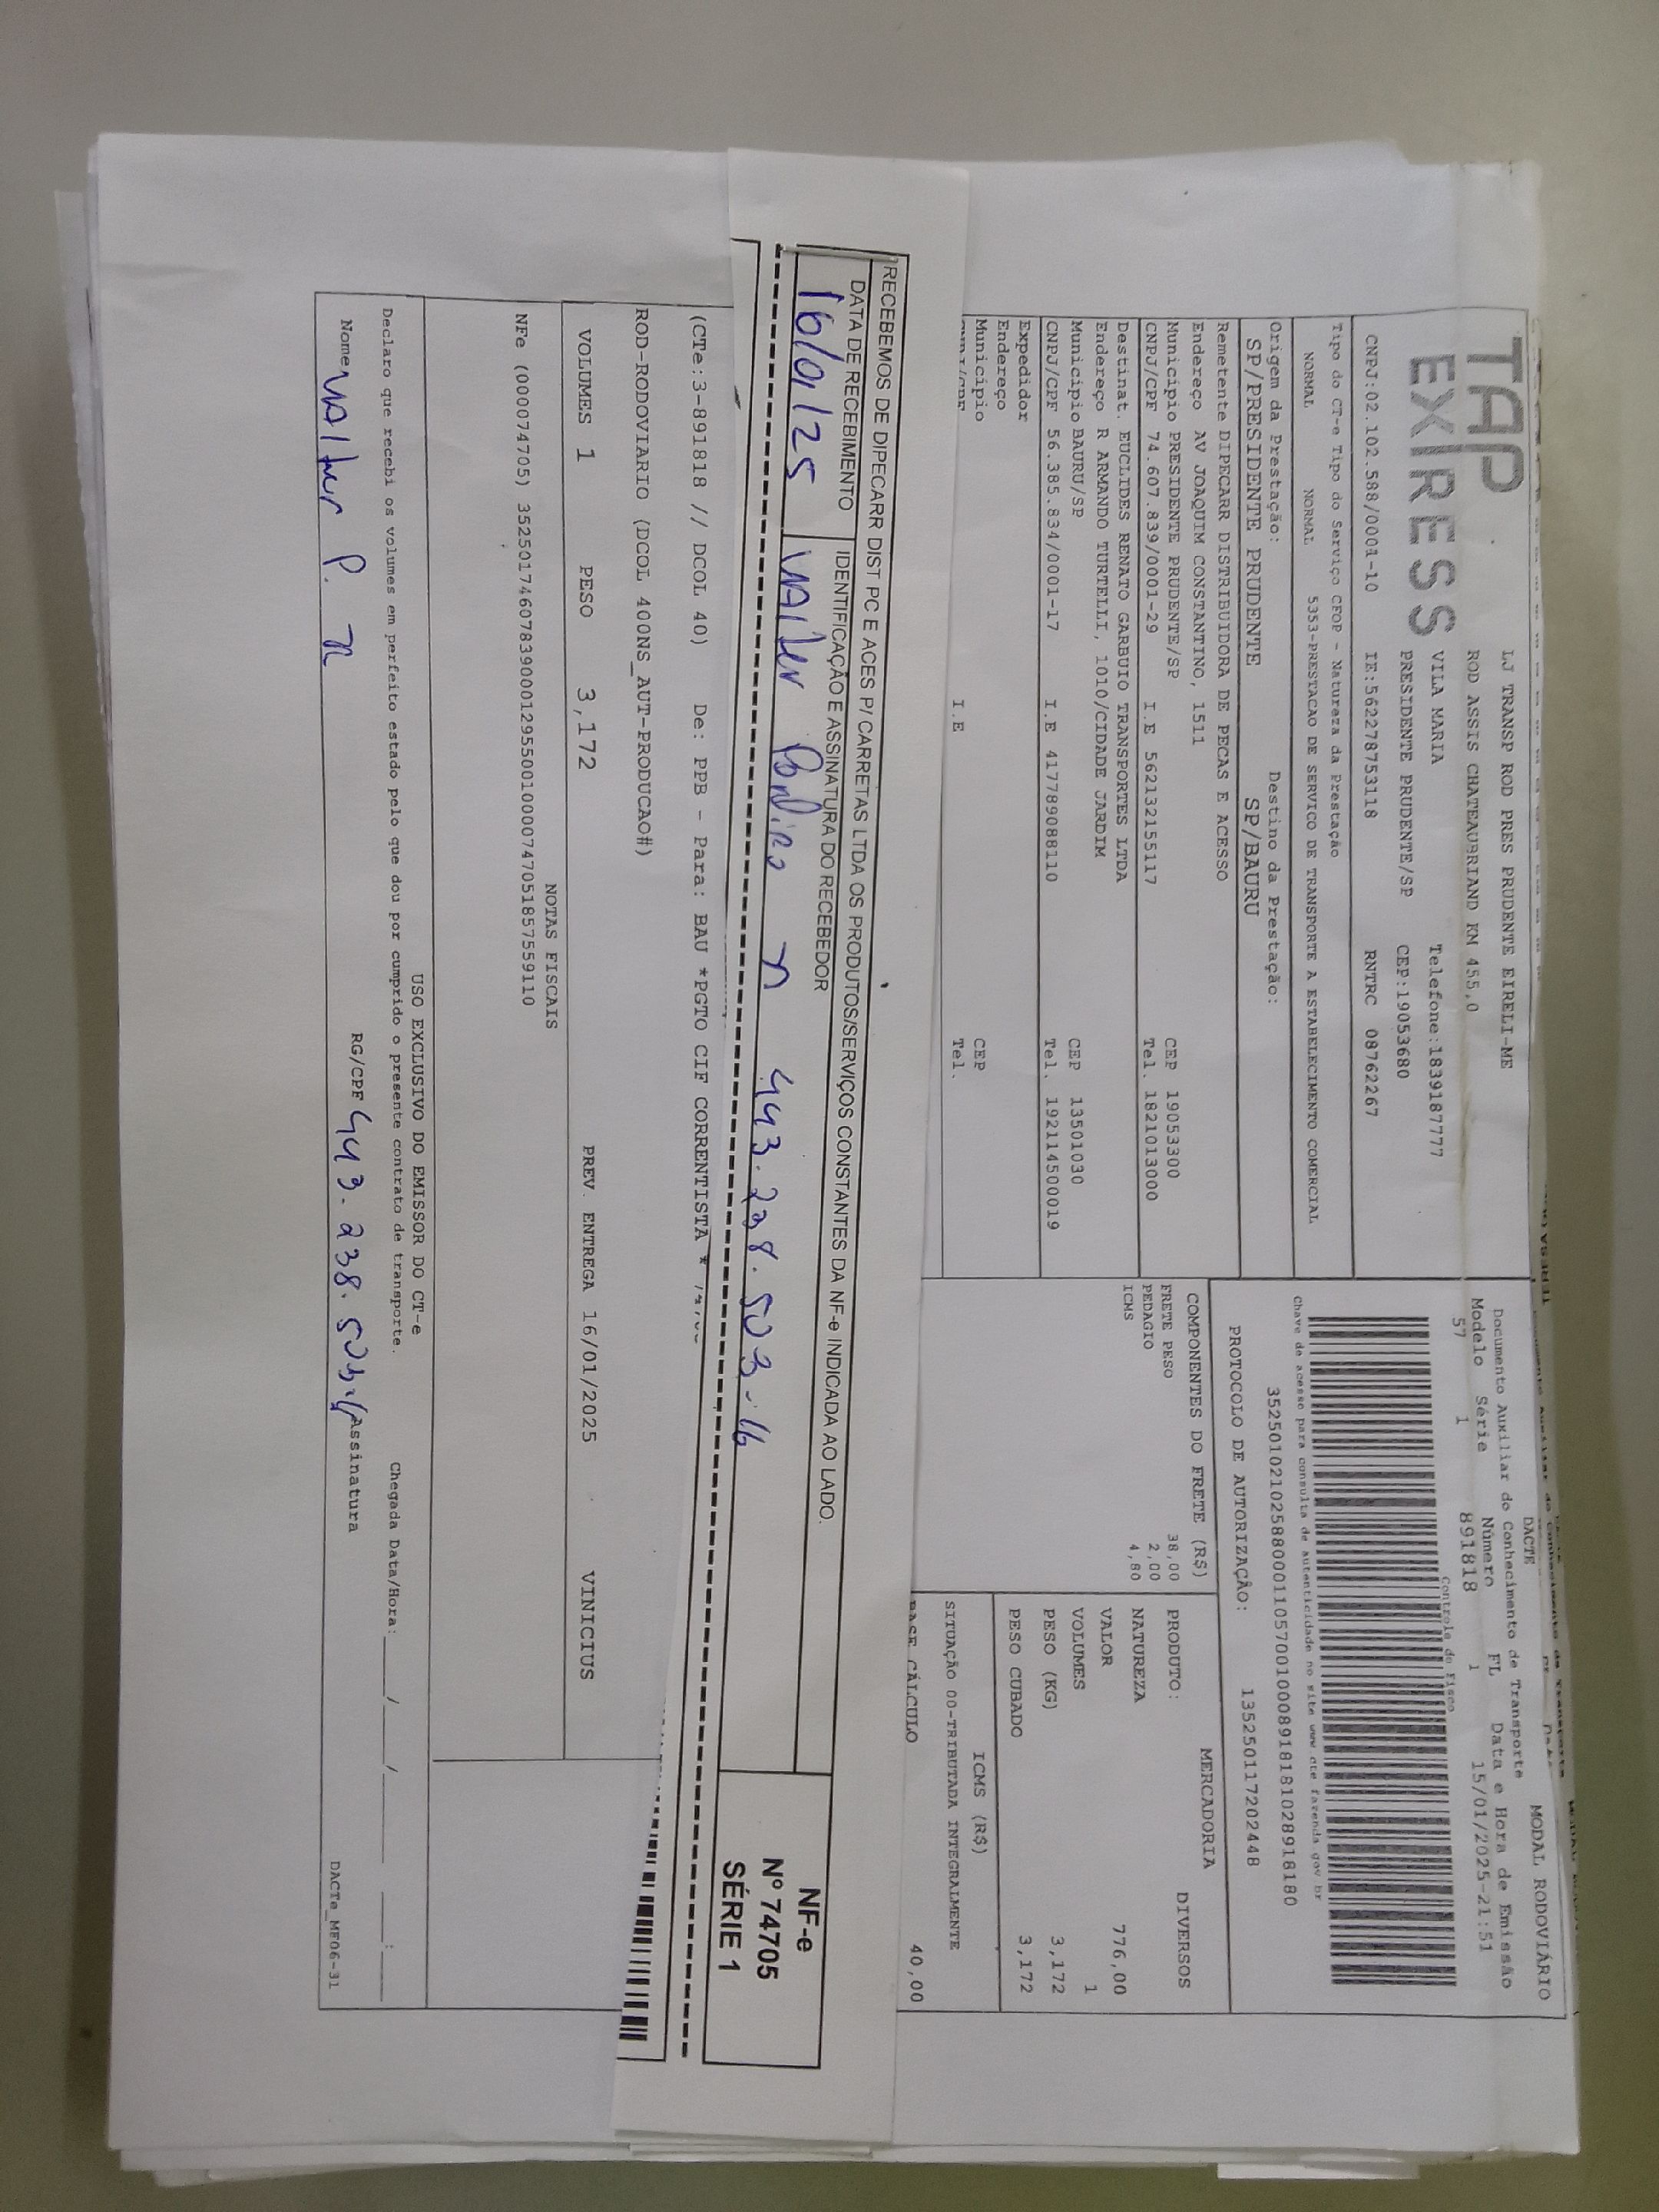 TAP
EXPRESS
LJ TRANSP ROD PRES PRUDENTE EIRELI-ME
ROD ASSIS CHATEAUBRIAND KM 455,0
VILA MARIA Telefone:1839187777
PRESIDENTE PRUDENTE/SP CEP:19053680
CNPJ:02.102.588/0001-10 IE:562278753118 RNTRC 08762267
DACTE MODAL RODOVIÁRIO
Documento Auxiliar do Conhecimento de Transporte
Modelo Série Número FL Data e Hora de Emissão
57 1 891818 1 15/01/2025-21:51
Controle do Fisco
Chave de acesso para consulta de autenticidade no site www cte fazenda gov br
35250102102588000110570010008918181028918180
PROTOCOLO DE AUTORIZAÇÃO: 135250117202448
Tipo do CT-e Tipo do Serviço CFOP - Natureza da Prestação
NORMAL NORMAL 5353-PRESTACAO DE SERVICO DE TRANSPORTE A ESTABELECIMENTO COMERCIAL
Origem da Prestação: Destino da Prestação:
SP/PRESIDENTE PRUDENTE SP/BAURU
Remetente DIPECARR DISTRIBUIDORA DE PECAS E ACESSO
Endereço AV JOAQUIM CONSTANTINO, 1511
Município PRESIDENTE PRUDENTE/SP CEP 19053300
CNPJ/CPF 74.607.839/0001-29 I.E 562132155117 Tel. 1821013000
Destinat. EUCLIDES RENATO GARBUIO TRANSPORTES LTDA
Endereço R ARMANDO TURTELLI, 1010/CIDADE JARDIM
Município BAURU/SP CEP 13501030
CNPJ/CPF 56.385.834/0001-17 I.E 417789088110 Tel. 192114500019
Expedidor
Endereço
Município CEP
CNPJ/CPF I.E Tel.
COMPONENTES DO FRETE (R$)
FRETE PESO 38,00
PEDAGIO 2,00
ICMS 4,80
MERCADORIA
PRODUTO: DIVERSOS
NATUREZA
VALOR 776,00
VOLUMES 1
PESO (KG) 3,172
PESO CUBADO 3,172
ICMS (R$)
SITUAÇÃO 00-TRIBUTADA INTEGRALMENTE
BASE CÁLCULO 40,00
RECEBEMOS DE DIPECARR DIST PC E ACES P/ CARRETAS LTDA OS PRODUTOS/SERVIÇOS CONSTANTES DA NF-e INDICADA AO LADO.
DATA DE RECEBIMENTO IDENTIFICAÇÃO E ASSINATURA DO RECEBEDOR
16/01/25 443.238.503-16
NF-e
Nº 74705
SÉRIE 1
(CTe:3-891818 // DCOL 40) De: PPB - Para: BAU *PGTO CIF CORRENTISTA *
ROD-RODOVIARIO (DCOL 400NS_AUT-PRODUCAO#)
VOLUMES 1 PESO 3,172 PREV. ENTREGA 16/01/2025 VINICIUS
NOTAS FISCAIS
NFe (000074705) 35250174607839000129550010000747051857559110
USO EXCLUSIVO DO EMISSOR DO CT-e
Declaro que recebi os volumes em perfeito estado pelo que dou por cumprido o presente contrato de transporte. Chegada Data/Hora:____/____/____ ____:____
Nome Valter P. N RG/CPF 443.238.503 Assinatura
DACTe_MF06-31